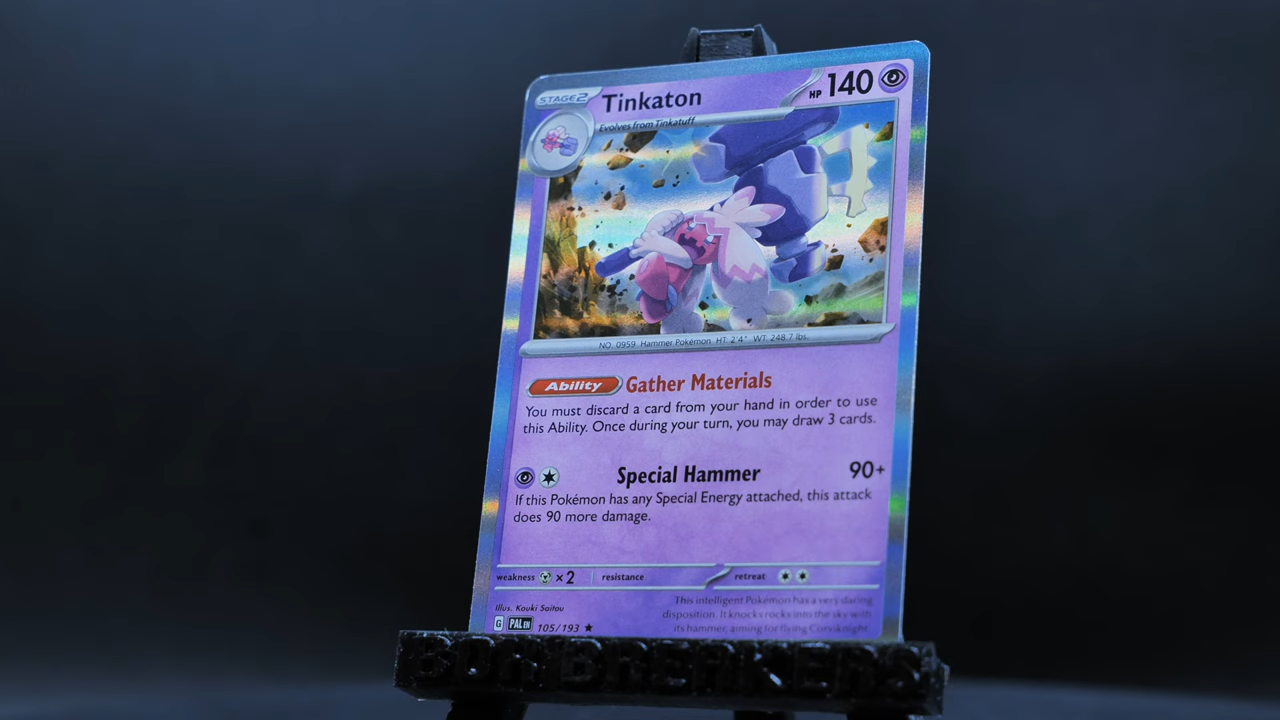 STAGE2 Tinkaton HP 140
Evolves from Tinkatuff
NO. 0959 Hammer Pokémon HT: 2'4" WT: 248.7 lbs.
Ability Gather Materials
You must discard a card from your hand in order to use
this Ability. Once during your turn, you may draw 3 cards.
Special Hammer 90+
If this Pokémon has any Special Energy attached, this attack
does 90 more damage.
weakness ×2 resistance retreat
Illus. Kouki Saitou
This intelligent Pokémon has a very daring
disposition. It knocks rocks into the sky with
its hammer, aiming for flying Corviknight.
G PAL EN 105/193 ★
BOXBREAKERS